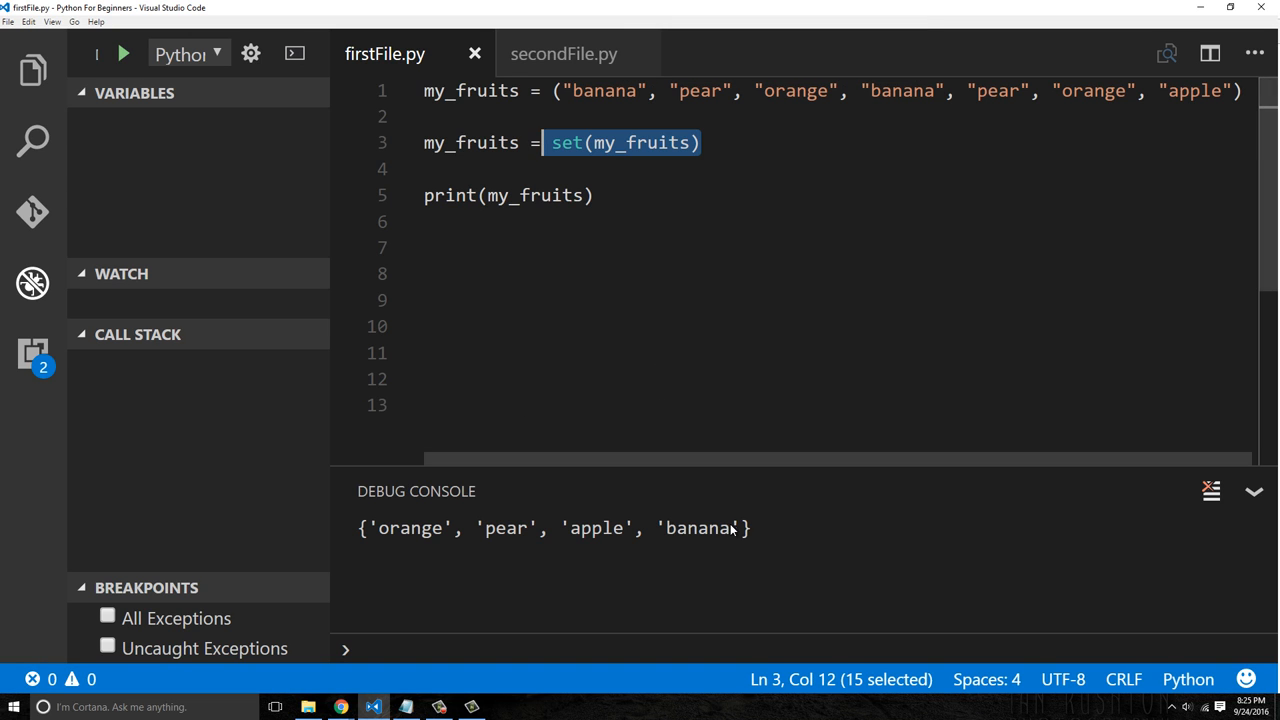 firstFile.py - Python For Beginners - Visual Studio Code
File Edit View Go Help
Python
firstFile.py
secondFile.py
VARIABLES
WATCH
CALL STACK
2
BREAKPOINTS
All Exceptions
Uncaught Exceptions
1 my_fruits = ("banana", "pear", "orange", "banana", "pear", "orange", "apple")
2
3 my_fruits = set(my_fruits)
4
5 print(my_fruits)
6
7
8
9
10
11
12
13
DEBUG CONSOLE
{'orange', 'pear', 'apple', 'banana'}
0 0 Ln 3, Col 12 (15 selected) Spaces: 4 UTF-8 CRLF Python
I'm Cortana. Ask me anything.
8:25 PM
9/24/2016